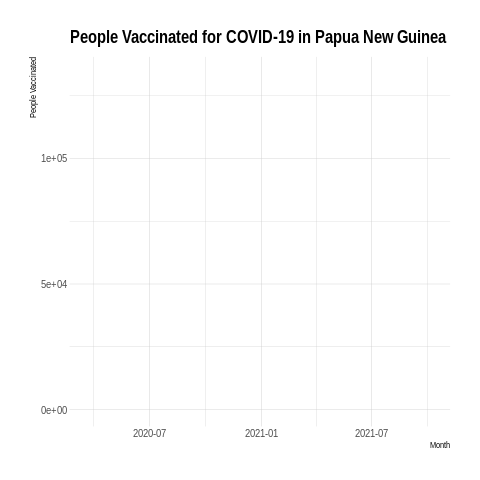 People Vaccinated for COVID-19 in Papua New Guinea
People Vaccinated
1e+05
5e+04
0e+00
2020-07 2021-01 2021-07
Month